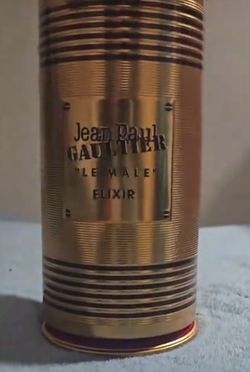 Jean Paul
GAULTIER
"LE MALE"
ELIXIR